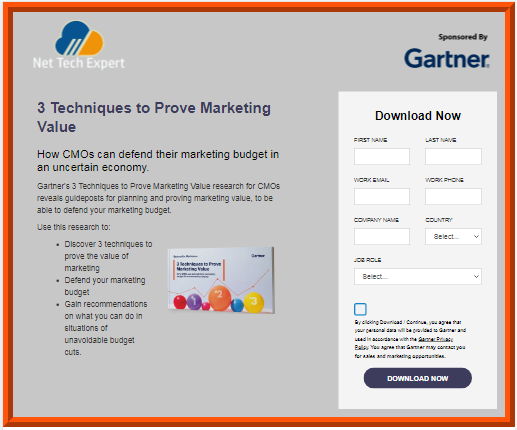 Net Tech Expert
Sponsored By
Gartner
3 Techniques to Prove Marketing
Value
How CMOs can defend their marketing budget in
an uncertain economy.
Gartner's 3 Techniques to Prove Marketing Value research for CMOs
reveals guideposts for planning and proving marketing value, to be
able to defend your marketing budget.
Use this research to:
• Discover 3 techniques to
prove the value of
marketing
• Defend your marketing
budget
• Gain recommendations
on what you can do in
situations of
unavoidable budget
cuts.
Gartner
3 Techniques to Prove
Marketing Value
1
2
3
Download Now
FIRST NAME
LAST NAME
WORK EMAIL
WORK PHONE
COMPANY NAME
COUNTRY
Select...
JOB ROLE
Select...
By clicking Download / Continue, you agree that
your personal data will be provided to Gartner and
used in accordance with the Gartner Privacy
Policy. You agree that Gartner may contact you
for sales and marketing opportunities.
DOWNLOAD NOW